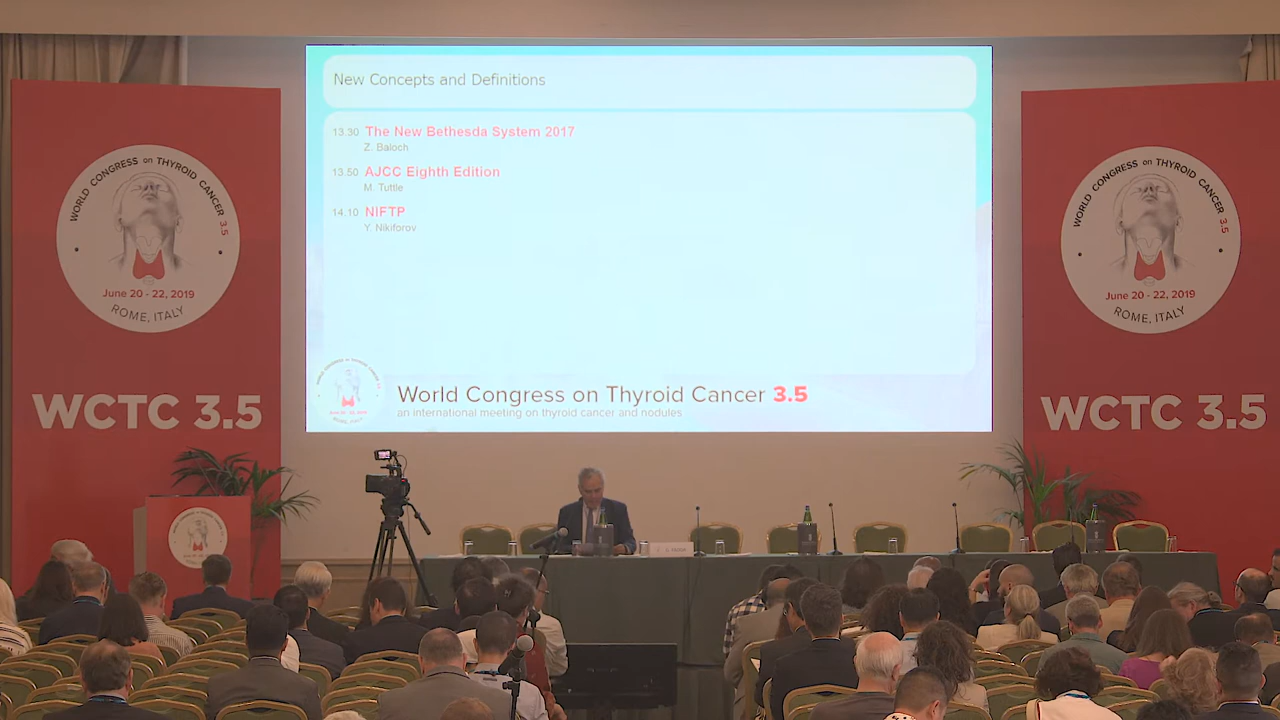 New Concepts and Definitions
13.30 The New Bethesda System 2017
Z. Baloch
13.50 AJCC Eighth Edition
M. Tuttle
14.10 NIFTP
Y. Nikiforov
World Congress on Thyroid Cancer 3.5
an international meeting on thyroid cancer and nodules
WORLD CONGRESS on THYROID CANCER 3.5
June 20 - 22, 2019
ROME, ITALY
WCTC 3.5
WORLD CONGRESS on THYROID CANCER 3.5
June 20 - 22, 2019
ROME, ITALY
WCTC 3.5